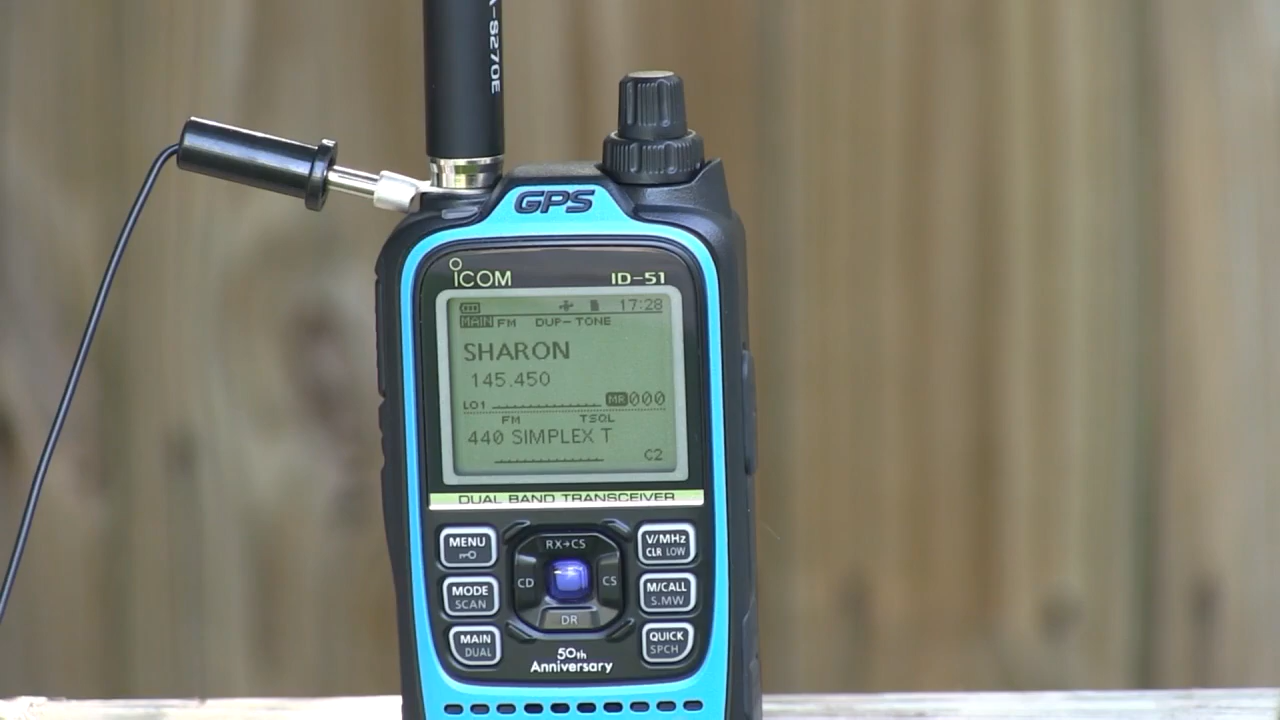 -S270E
GPS
ICOM ID-51
17:28
MAIN FM DUP- TONE
SHARON
145.450
LO1 MR 000
FM TSQL
440 SIMPLEX T
C2
DUAL BAND TRANSCEIVER
MENU RX→CS V/MHz
CLR LOW
MODE CD CS M/CALL
SCAN S.MW
MAIN DR QUICK
DUAL SPCH
50th
Anniversary